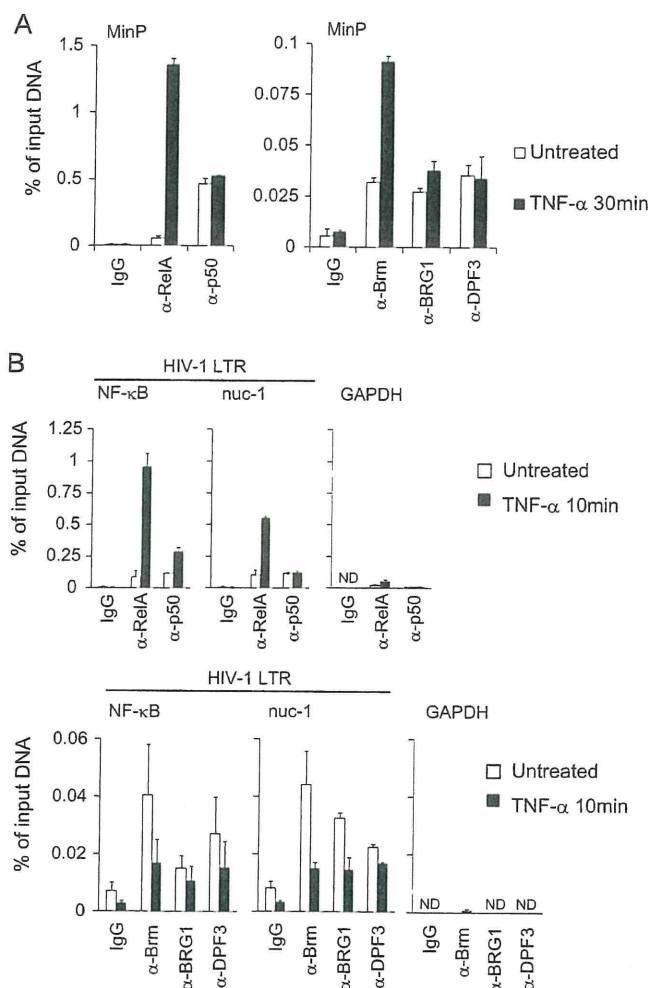 A
MinP
MinP
% of input DNA
1.5
1
0.5
0
0.1
0.075
0.05
0.025
0
IgG
α-RelA
α-p50
IgG
α-Brm
α-BRG1
α-DPF3
Untreated
TNF-α 30min
B
HIV-1 LTR
NF-κB
nuc-1
GAPDH
% of input DNA
1.25
1
0.75
0.5
0.25
0
ND
IgG
α-RelA
α-p50
IgG
α-RelA
α-p50
IgG
α-RelA
α-p50
Untreated
TNF-α 10min
HIV-1 LTR
NF-κB
nuc-1
GAPDH
% of input DNA
0.06
0.04
0.02
0
ND
ND
ND
IgG
α-Brm
α-BRG1
α-DPF3
IgG
α-Brm
α-BRG1
α-DPF3
IgG
α-Brm
α-BRG1
α-DPF3
Untreated
TNF-α 10min